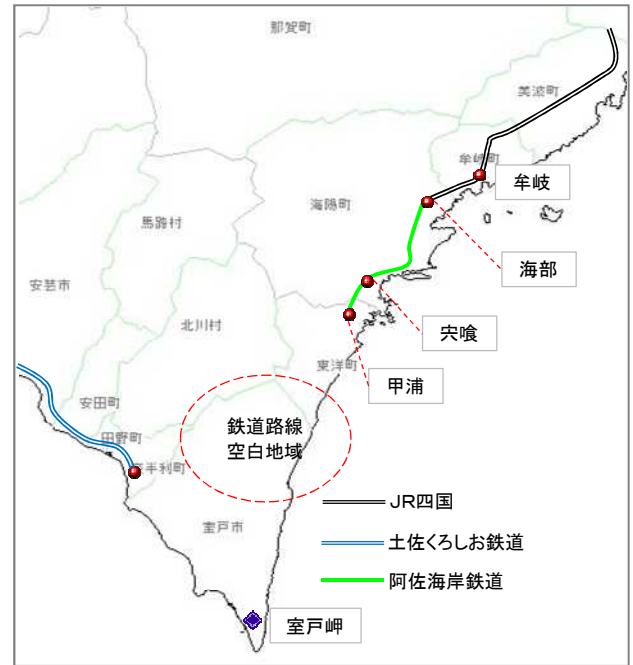 那賀町
美波町
牟岐町
牟岐
海陽町
馬路村
海部
安芸市
北川村
宍喰
東洋町
甲浦
安田町
鉄道路線
空白地域
田野町
奈半利町
JR四国
室戸市
土佐くろしお鉄道
阿佐海岸鉄道
室戸岬